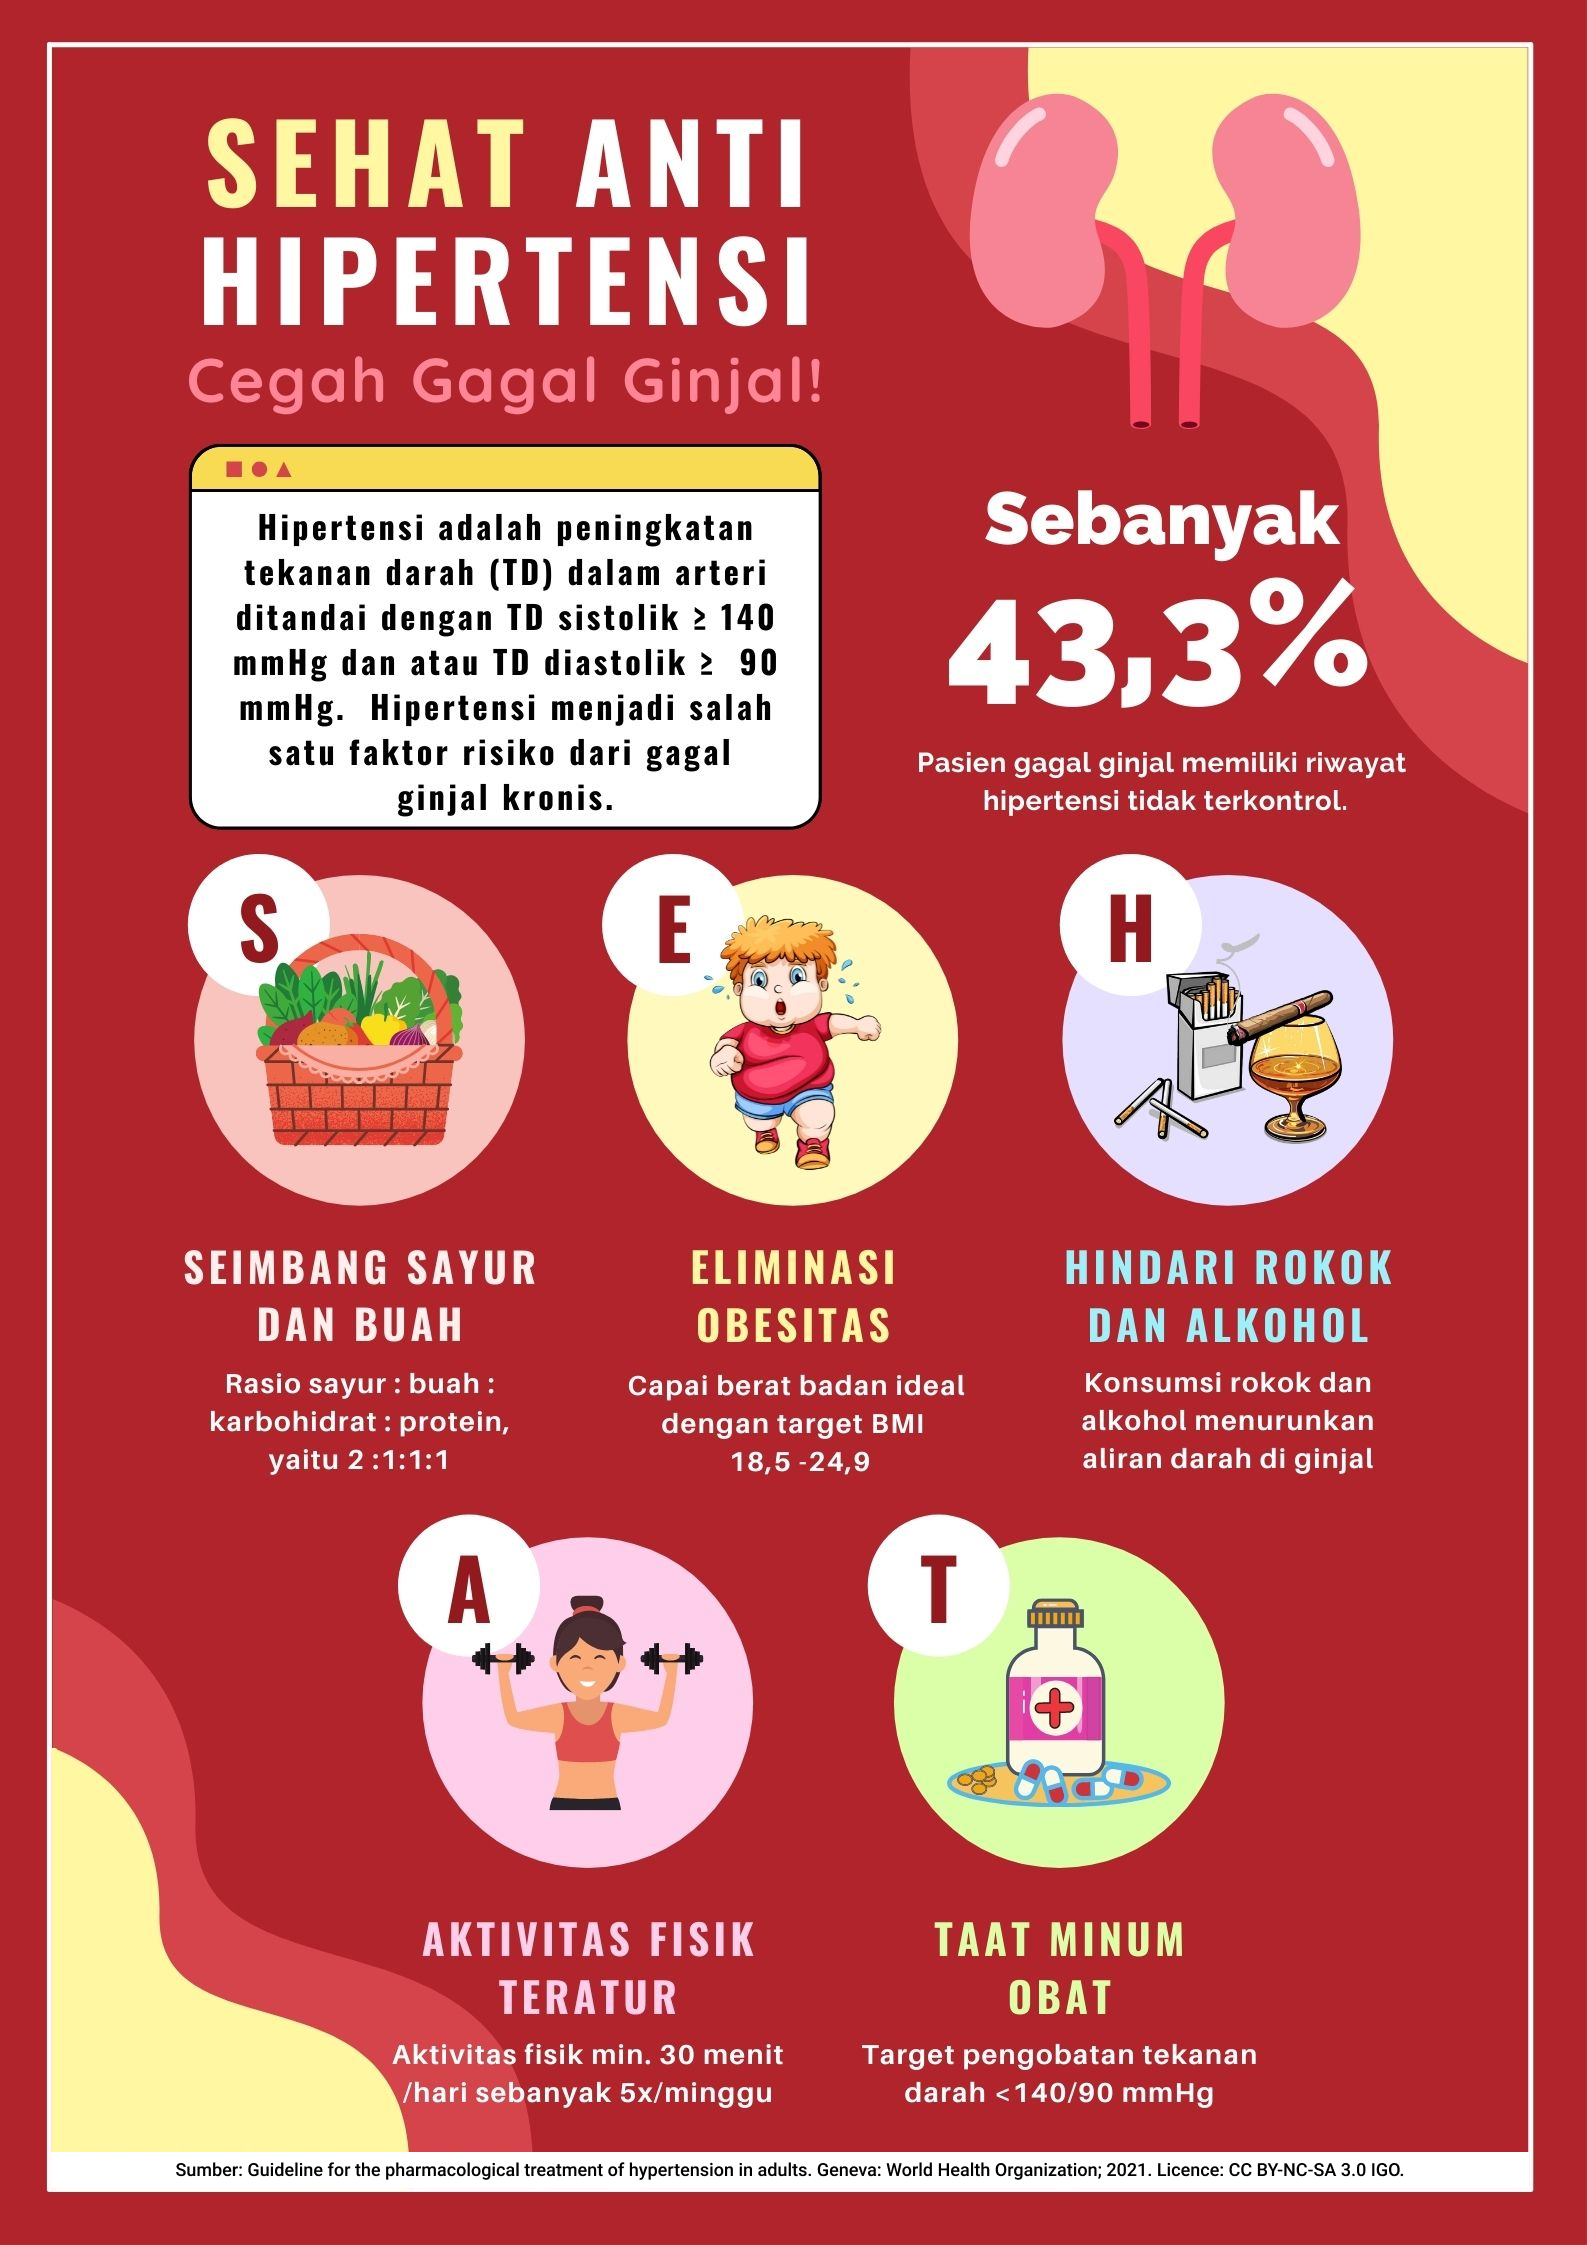 SEHAT ANTI
HIPERTENSI
Cegah Gagal Ginjal!
Hipertensi adalah peningkatan
tekanan darah (TD) dalam arteri
ditandai dengan TD sistolik ≥ 140
mmHg dan atau TD diastolik ≥ 90
mmHg. Hipertensi menjadi salah
satu faktor risiko dari gagal
ginjal kronis.
Sebanyak
43,3%
Pasien gagal ginjal memiliki riwayat
hipertensi tidak terkontrol.
S
SEIMBANG SAYUR
DAN BUAH
Rasio sayur : buah :
karbohidrat : protein,
yaitu 2 :1:1:1
E
ELIMINASI
OBESITAS
Capai berat badan ideal
dengan target BMI
18,5 -24,9
H
HINDARI ROKOK
DAN ALKOHOL
Konsumsi rokok dan
alkohol menurunkan
aliran darah di ginjal
A
AKTIVITAS FISIK
TERATUR
Aktivitas fisik min. 30 menit
/hari sebanyak 5x/minggu
T
TAAT MINUM
OBAT
Target pengobatan tekanan
darah <140/90 mmHg
Sumber: Guideline for the pharmacological treatment of hypertension in adults. Geneva: World Health Organization; 2021. Licence: CC BY-NC-SA 3.0 IGO.